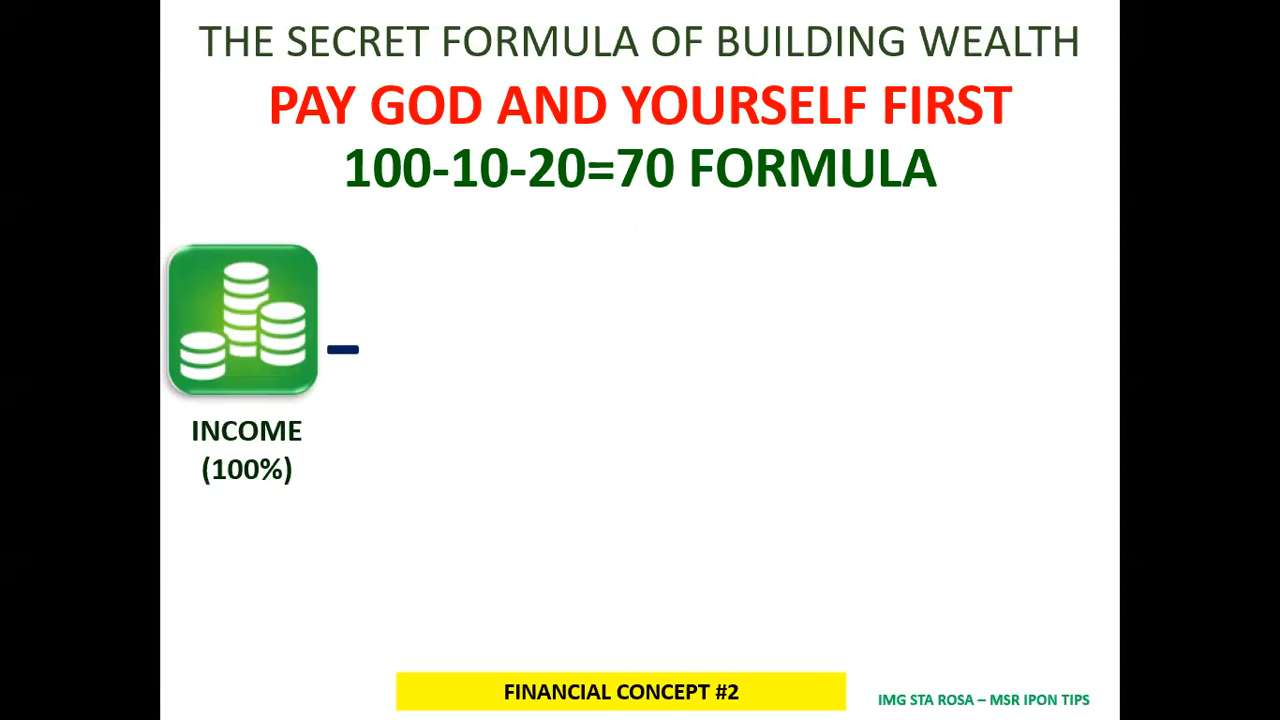 THE SECRET FORMULA OF BUILDING WEALTH
PAY GOD AND YOURSELF FIRST
100-10-20=70 FORMULA
–
INCOME
(100%)
FINANCIAL CONCEPT #2
IMG STA ROSA – MSR IPON TIPS